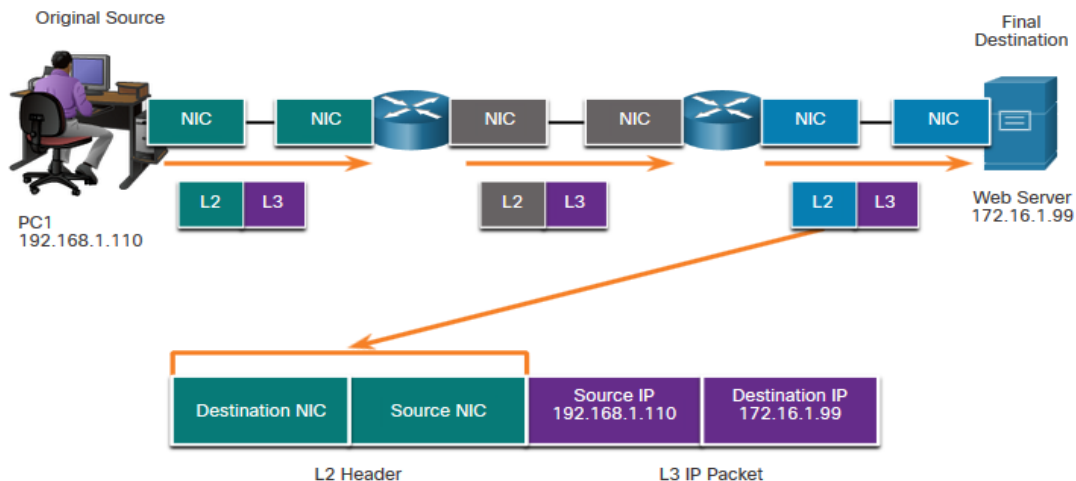 Original Source
Final
Destination
NIC
NIC
NIC
NIC
NIC
NIC
L2 L3
L2 L3
L2 L3
PC1
192.168.1.110
Web Server
172.16.1.99
Destination NIC
Source NIC
Source IP
192.168.1.110
Destination IP
172.16.1.99
L2 Header
L3 IP Packet